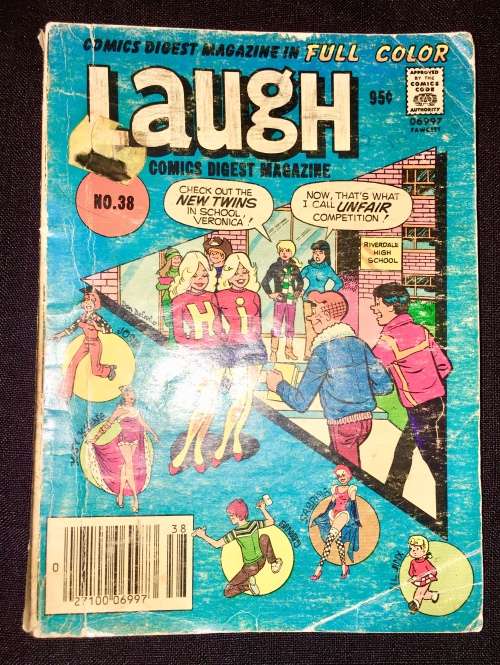 COMICS DIGEST MAGAZINE IN FULL COLOR
Laugh
95¢
APPROVED
BY THE
COMICS
CODE
AUTHORITY
06997
FAWCETT
COMICS DIGEST MAGAZINE
NO.38
CHECK OUT THE
NEW TWINS
IN SCHOOL,
VERONICA!
NOW, THAT'S WHAT
I CALL UNFAIR
COMPETITION!
RIVERDALE
HIGH
SCHOOL
Hi
JINX
38
0
27100 06997